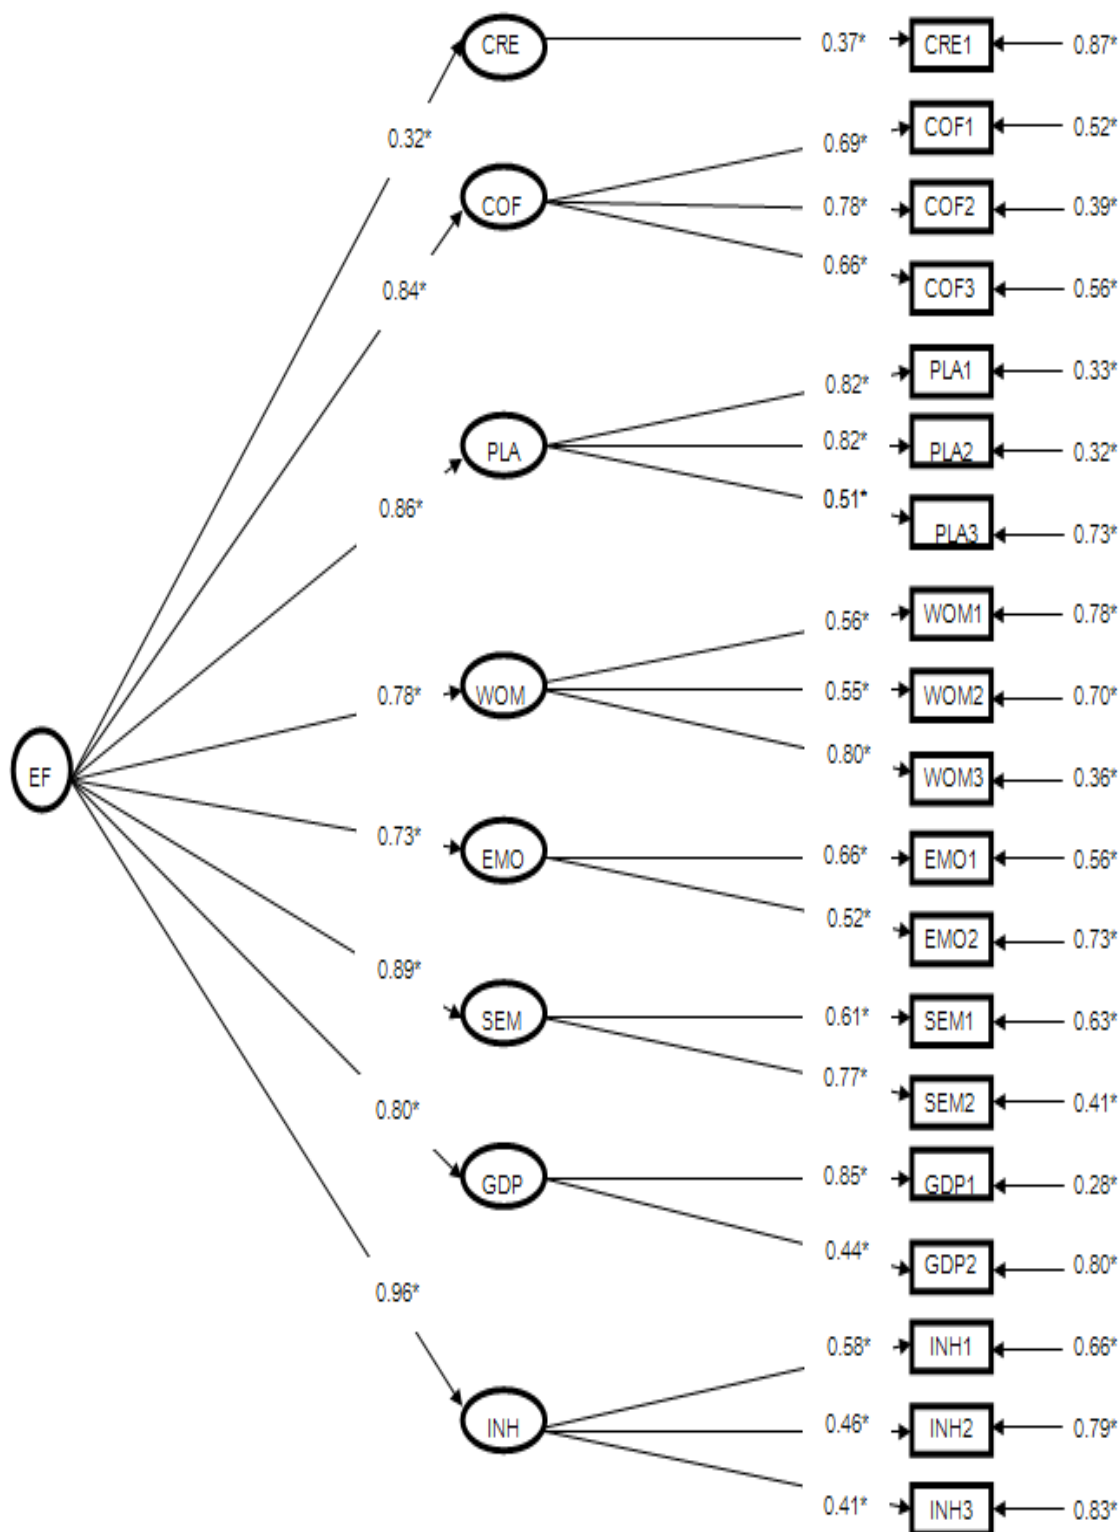 CRE 0.37* CRE1 0.87*
0.32*
COF1 0.52*
0.69*
COF 0.78* COF2 0.39*
0.66*
0.84* COF3 0.56*
PLA1 0.33*
0.82*
PLA 0.82* PLA2 0.32*
0.86* 0.51*
PLA3 0.73*
WOM1 0.78*
0.56*
0.78* WOM 0.55* WOM2 0.70*
0.80*
EF WOM3 0.36*
0.73* EMO 0.66* EMO1 0.56*
0.52*
EMO2 0.73*
0.89*
SEM 0.61* SEM1 0.63*
0.77*
SEM2 0.41*
0.80*
GDP 0.85* GDP1 0.28*
0.44*
GDP2 0.80*
0.96*
0.58* INH1 0.66*
INH 0.46* INH2 0.79*
0.41* INH3 0.83*